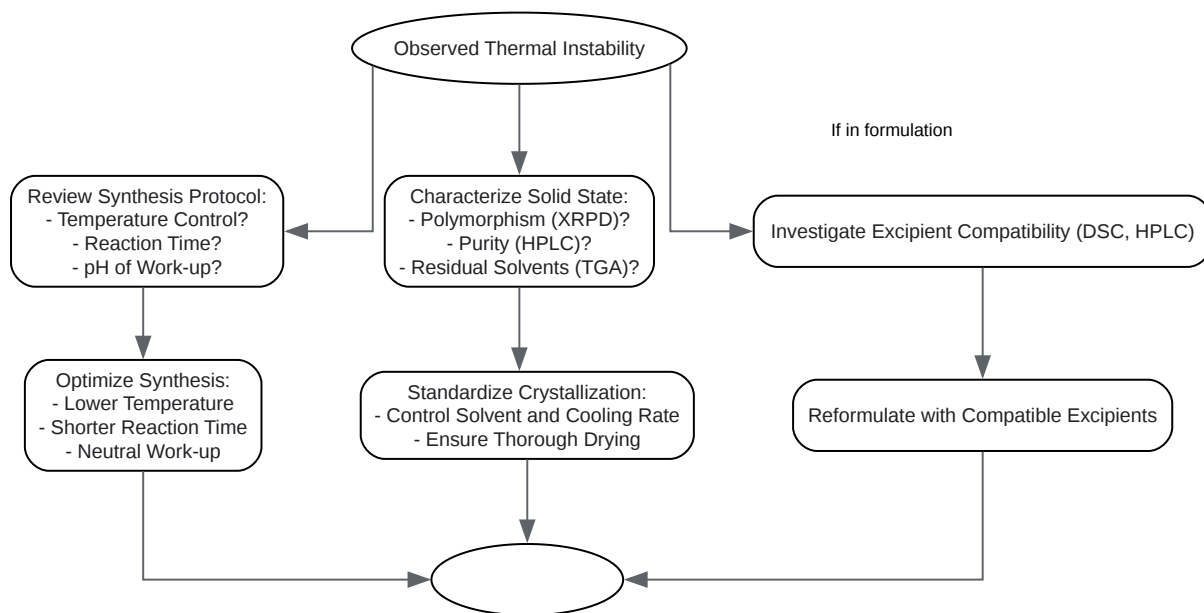 Observed Thermal Instability
If in formulation
Review Synthesis Protocol:
- Temperature Control?
- Reaction Time?
- pH of Work-up?
Characterize Solid State:
- Polymorphism (XRPD)?
- Purity (HPLC)?
- Residual Solvents (TGA)?
Investigate Excipient Compatibility (DSC, HPLC)
Optimize Synthesis:
- Lower Temperature
- Shorter Reaction Time
- Neutral Work-up
Standardize Crystallization:
- Control Solvent and Cooling Rate
- Ensure Thorough Drying
Reformulate with Compatible Excipients